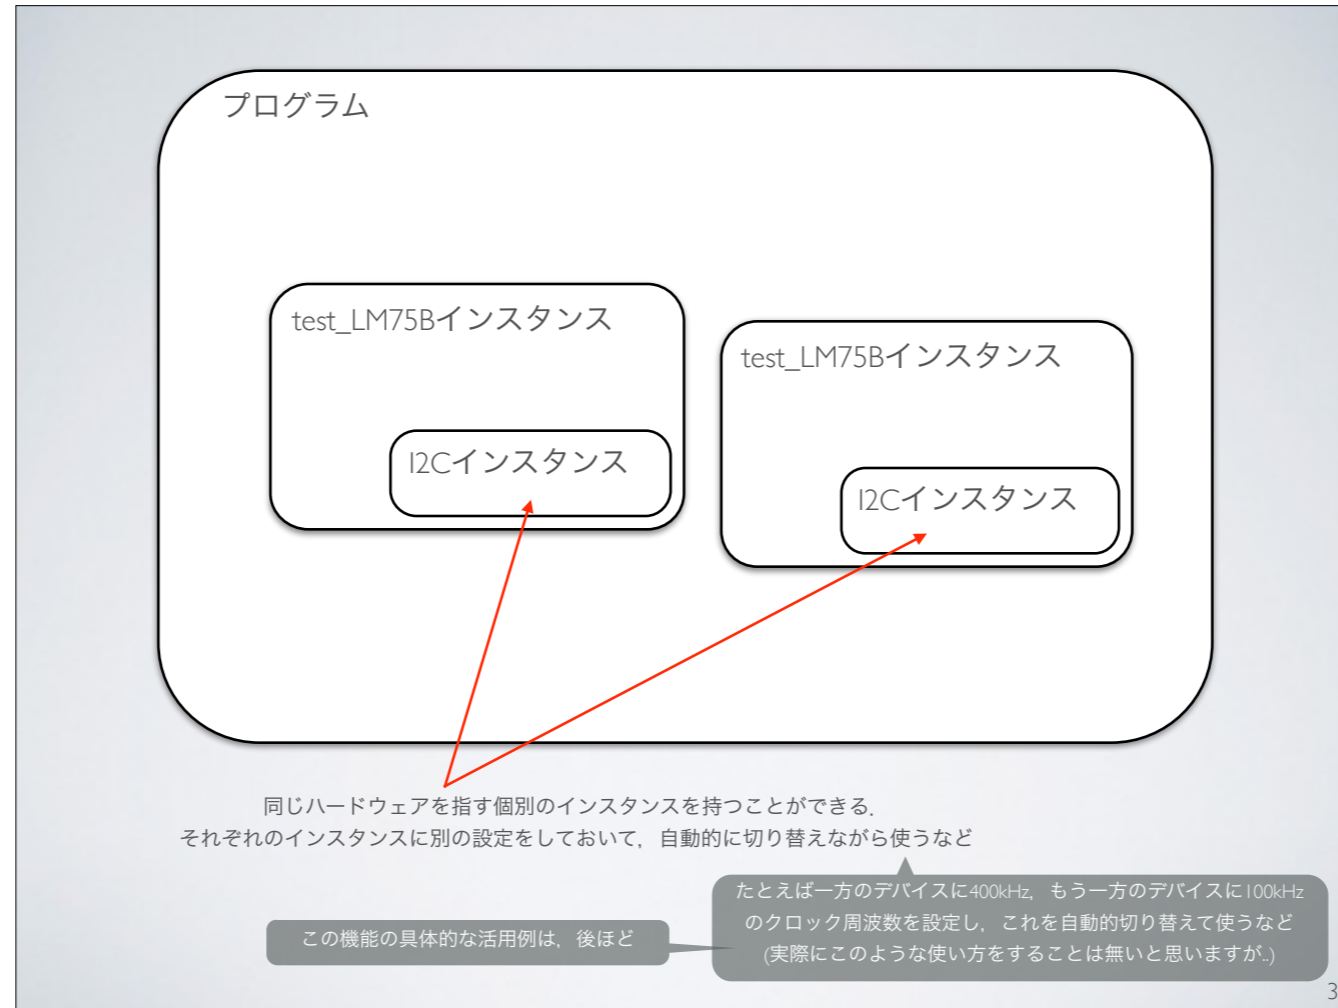 プログラム
test_LM75Bインスタンス
I2Cインスタンス
test_LM75Bインスタンス
I2Cインスタンス
同じハードウェアを指す個別のインスタンスを持つことができる．
それぞれのインスタンスに別の設定をしておいて，自動的に切り替えながら使うなど
たとえば一方のデバイスに400kHz，もう一方のデバイスに100kHz
のクロック周波数を設定し，これを自動的切り替えて使うなど
(実際にこのような使い方をすることは無いと思いますが..)
この機能の具体的な活用例は，後ほど